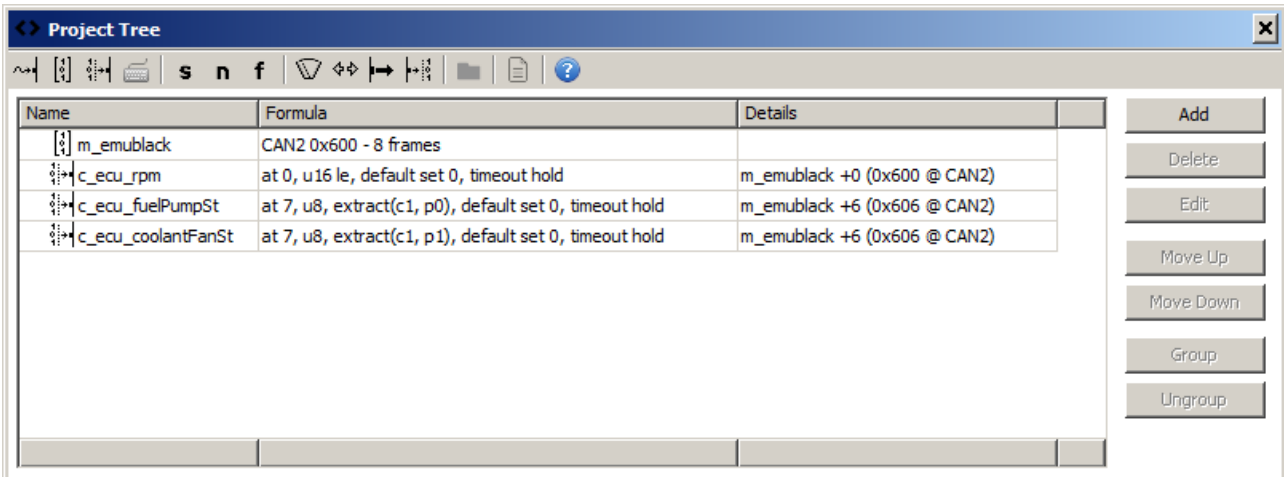 Project Tree
s n f
Name Formula Details
m_emublack CAN2 0x600 - 8 frames
c_ecu_rpm at 0, u16 le, default set 0, timeout hold m_emublack +0 (0x600 @ CAN2)
c_ecu_fuelPumpSt at 7, u8, extract(c1, p0), default set 0, timeout hold m_emublack +6 (0x606 @ CAN2)
c_ecu_coolantFanSt at 7, u8, extract(c1, p1), default set 0, timeout hold m_emublack +6 (0x606 @ CAN2)
Add
Delete
Edit
Move Up
Move Down
Group
Ungroup